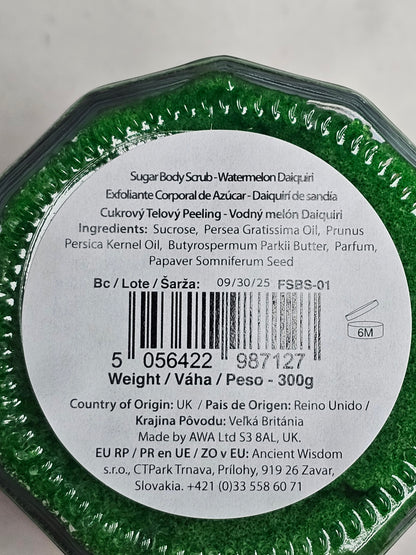 Sugar Body Scrub - Watermelon Daiquiri
Exfoliante Corporal de Azúcar - Daiquirí de sandía
Cukrový Telový Peeling - Vodný melón Daiquiri
Ingredients: Sucrose, Persea Gratissima Oil, Prunus
Persica Kernel Oil, Butyrospermum Parkii Butter, Parfum,
Papaver Somniferum Seed
Bc / Lote / Šarža: 09/30/25 FSBS-01
6M
5 056422 987127
Weight / Váha / Peso - 300g
Country of Origin: UK / Pais de Origen: Reino Unido /
Krajina Pôvodu: Veľká Británia
Made by AWA Ltd S3 8AL, UK.
EU RP / PR en UE / ZO v EU: Ancient Wisdom
s.r.o., CTPark Trnava, Prílohy, 919 26 Zavar,
Slovakia. +421 (0)33 558 60 71